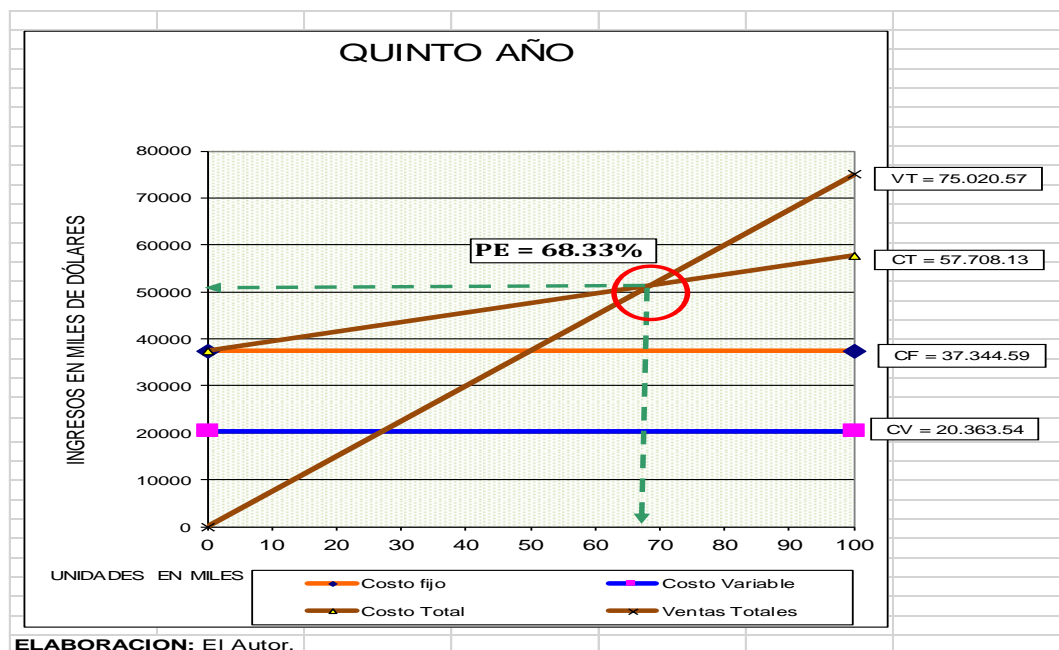 QUINTO AÑO
INGRESOS EN MILES DE DÓLARES
80000
70000
60000
50000
40000
30000
20000
10000
0
PE = 68.33%
VT = 75.020.57
CT = 57.708.13
CF = 37.344.59
CV = 20.363.54
0 10 20 30 40 50 60 70 80 90 100
UNIDADES EN MILES
Costo fijo Costo Variable
Costo Total Ventas Totales
ELABORACION: El Autor.